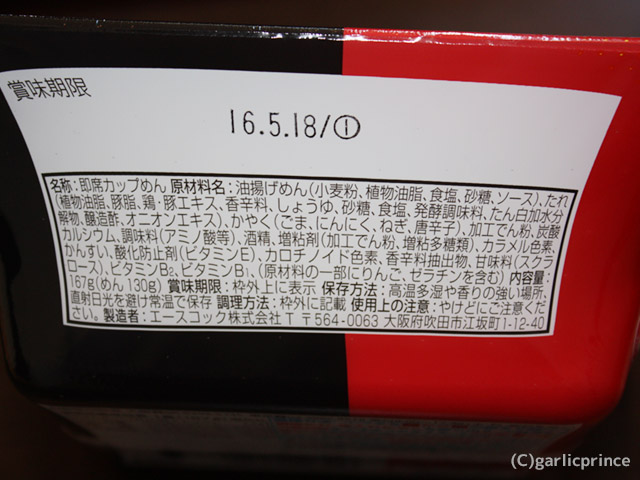 賞味期限
16.5.18/①
名称：即席カップめん 原材料名：油揚げめん（小麦粉、植物油脂、食塩、砂糖、ソース）、たれ
（植物油脂、豚脂、鶏・豚エキス、香辛料、しょうゆ、砂糖、食塩、発酵調味料、たん白加水分
解物、醸造酢、オニオンエキス）、かやく（ごま、にんにく、ねぎ、唐辛子）、加工でん粉、炭酸
カルシウム、調味料（アミノ酸等）、酒精、増粘剤（加工でん粉、増粘多糖類）、カラメル色素、
かんすい、酸化防止剤（ビタミンE）、カロチノイド色素、香辛料抽出物、甘味料（スクラ
ロース）、ビタミンB₂、ビタミンB₁、（原材料の一部にりんご、ゼラチンを含む） 内容量：
167g（めん 130g） 賞味期限：枠外上に表示 保存方法：高温多湿や香りの強い場所、
直射日光を避け常温で保存 調理方法：枠外に記載 使用上の注意：やけどにご注意くだ
さい。製造者：エースコック株式会社 T 〒564-0063 大阪府吹田市江坂町1-12-40
(C)garlicprince